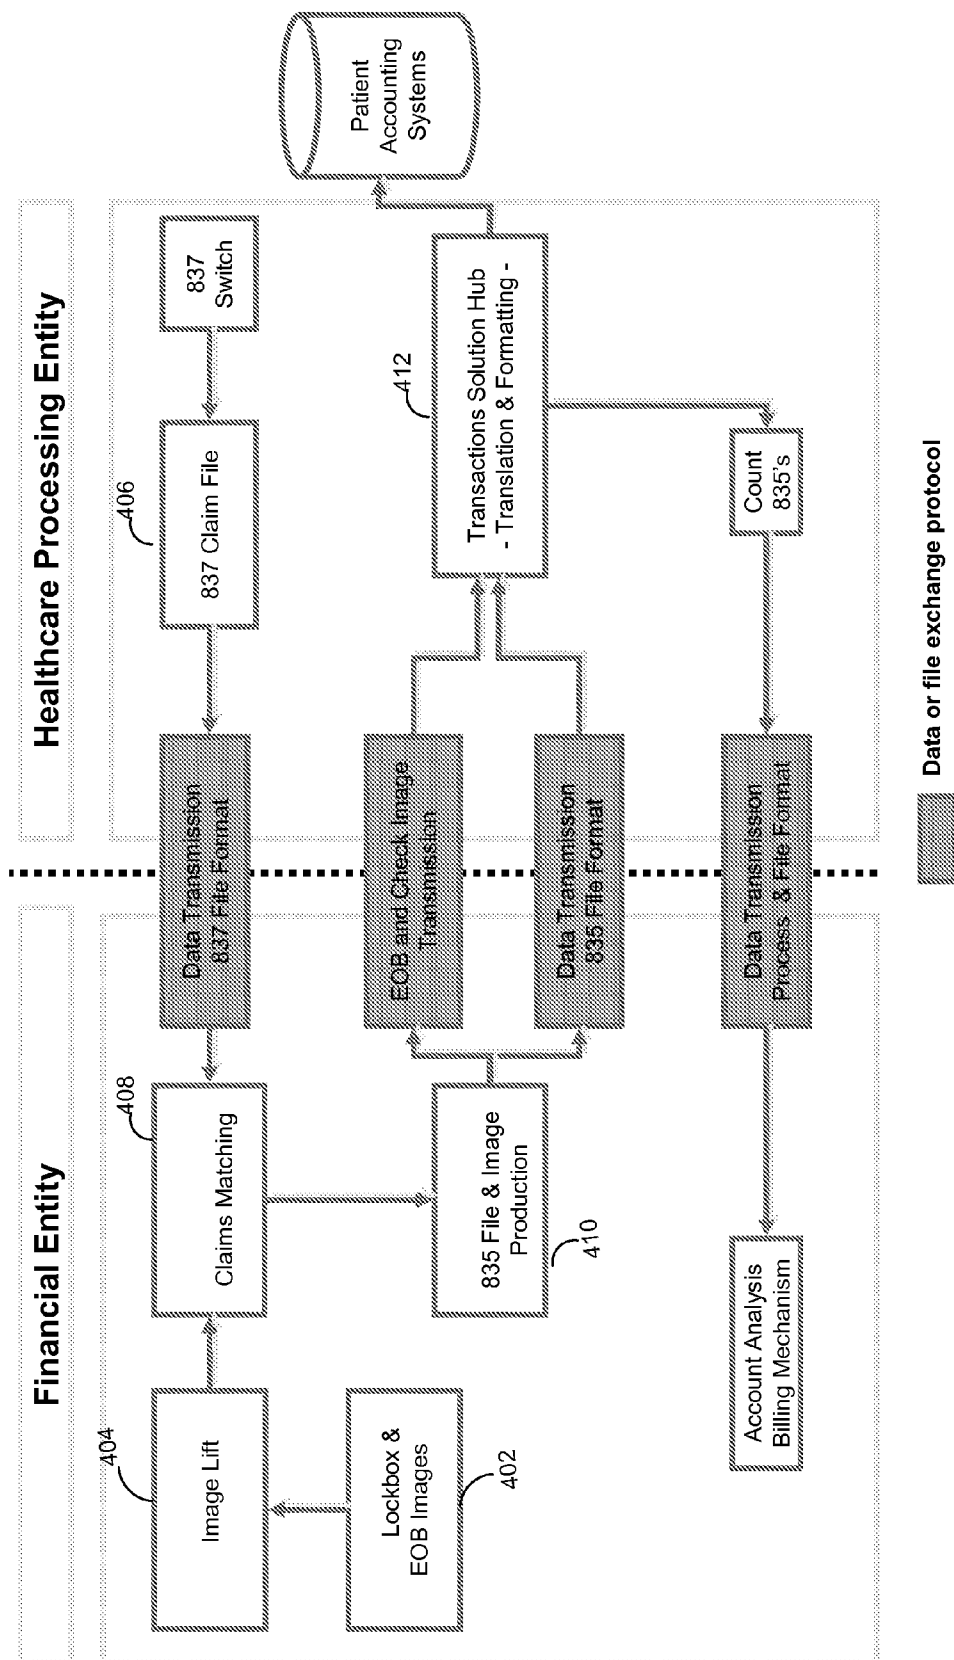 Financial Entity
Healthcare Processing Entity
404
Image Lift
Lockbox &
EOB Images
402
408
Claims Matching
835 File & Image
Production
410
Account Analysis
Billing Mechanism
Data Transmission
837 File Format
EOB and Check Image
Transmission
Data Transmission
835 File Format
Data Transmission
Process & File Format
406
837 Claim File
837
Switch
412
Transactions Solution Hub
- Translation & Formatting -
Count
835's
Patient
Accounting
Systems
Data or file exchange protocol